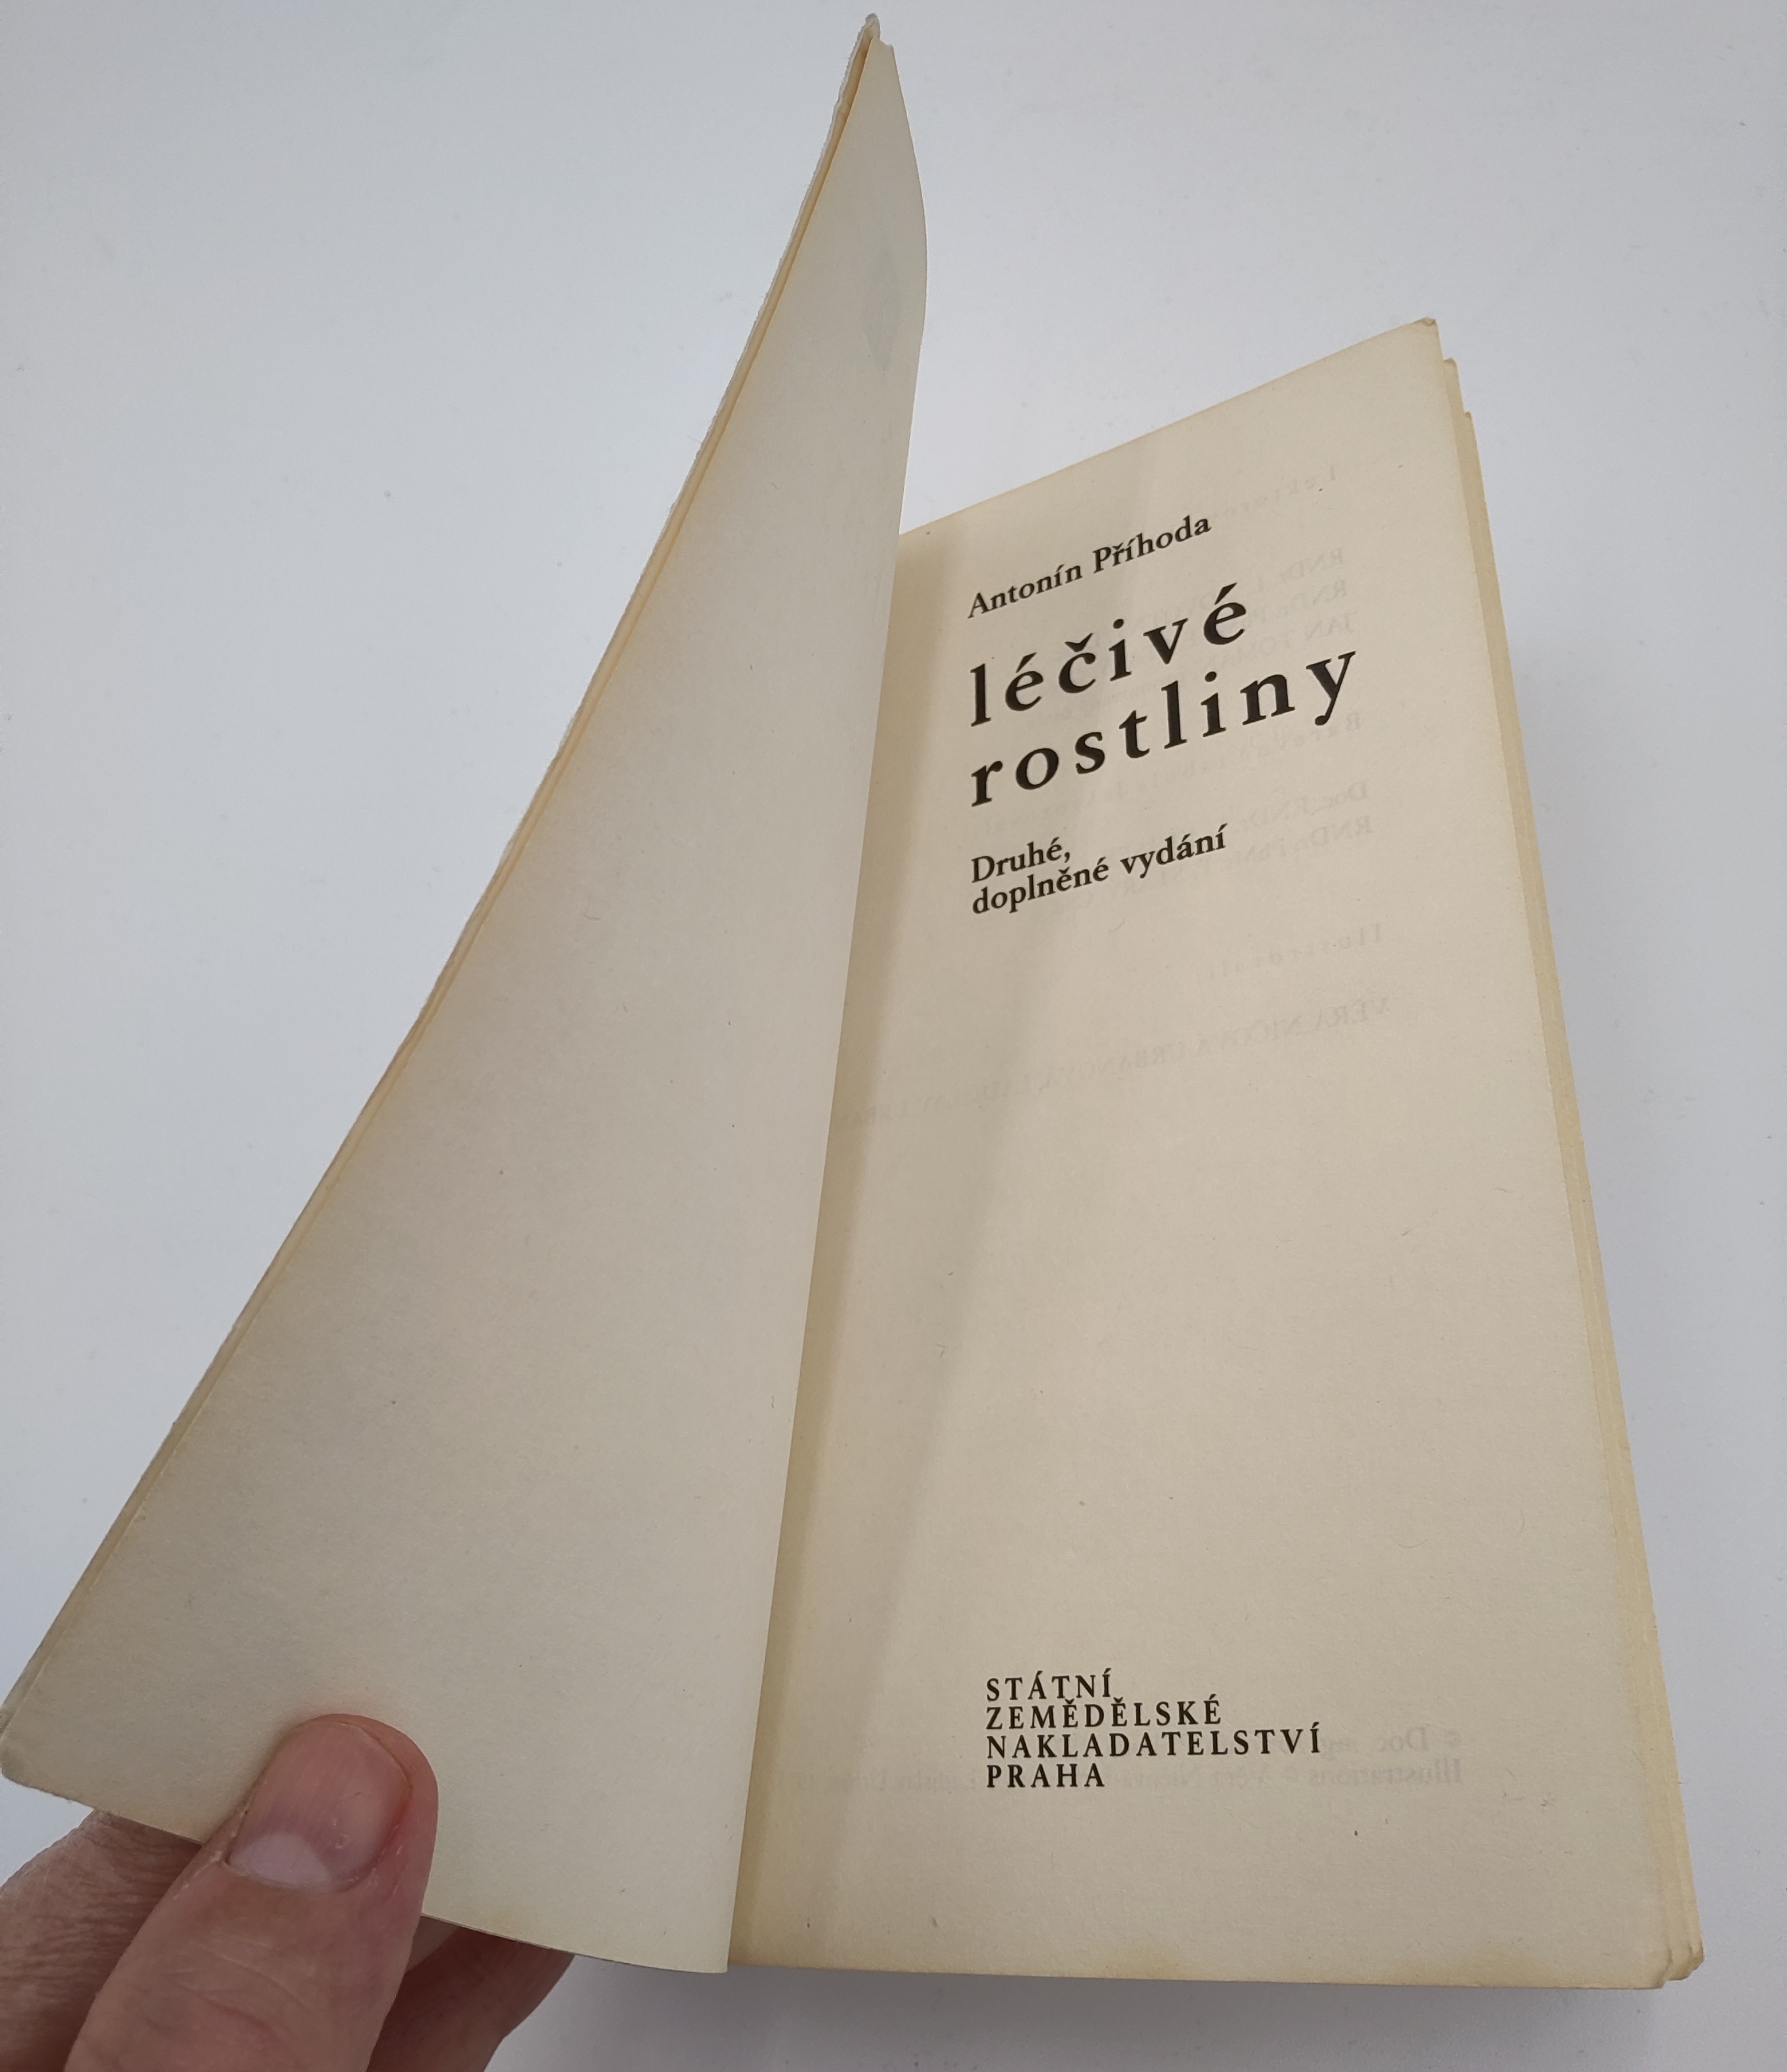 Antonín Příhoda
léčivé
rostliny
Druhé,
doplněné vydání
STÁTNÍ
ZEMĚDĚLSKÉ
NAKLADATELSTVÍ
PRAHA